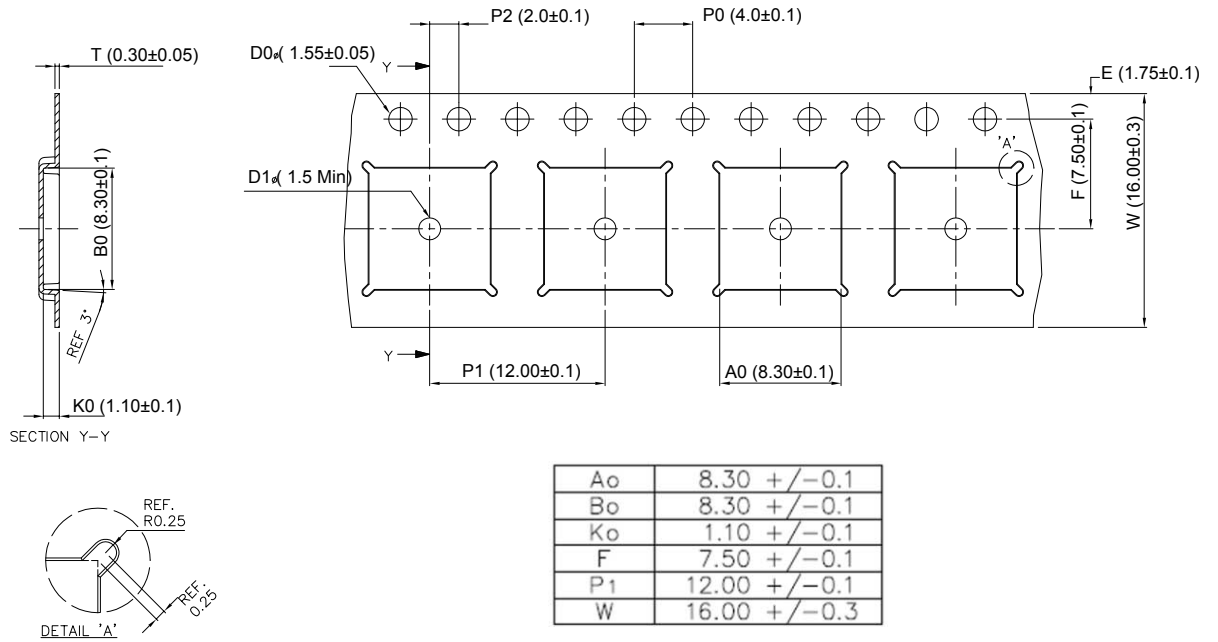 P2 (2.0±0.1)
P0 (4.0±0.1)
T (0.30±0.05)
D0ø( 1.55±0.05)
Y
E (1.75±0.1)
'A'
D1ø( 1.5 Min)
B0 (8.30±0.1)
F (7.50±0.1)
W (16.00±0.3)
REF 3°
Y
P1 (12.00±0.1)
A0 (8.30±0.1)
K0 (1.10±0.1)
SECTION Y-Y
REF.
R0.25
REF.
0.25
DETAIL 'A'
Ao 8.30 +/-0.1
Bo 8.30 +/-0.1
Ko 1.10 +/-0.1
F 7.50 +/-0.1
P1 12.00 +/-0.1
W 16.00 +/-0.3